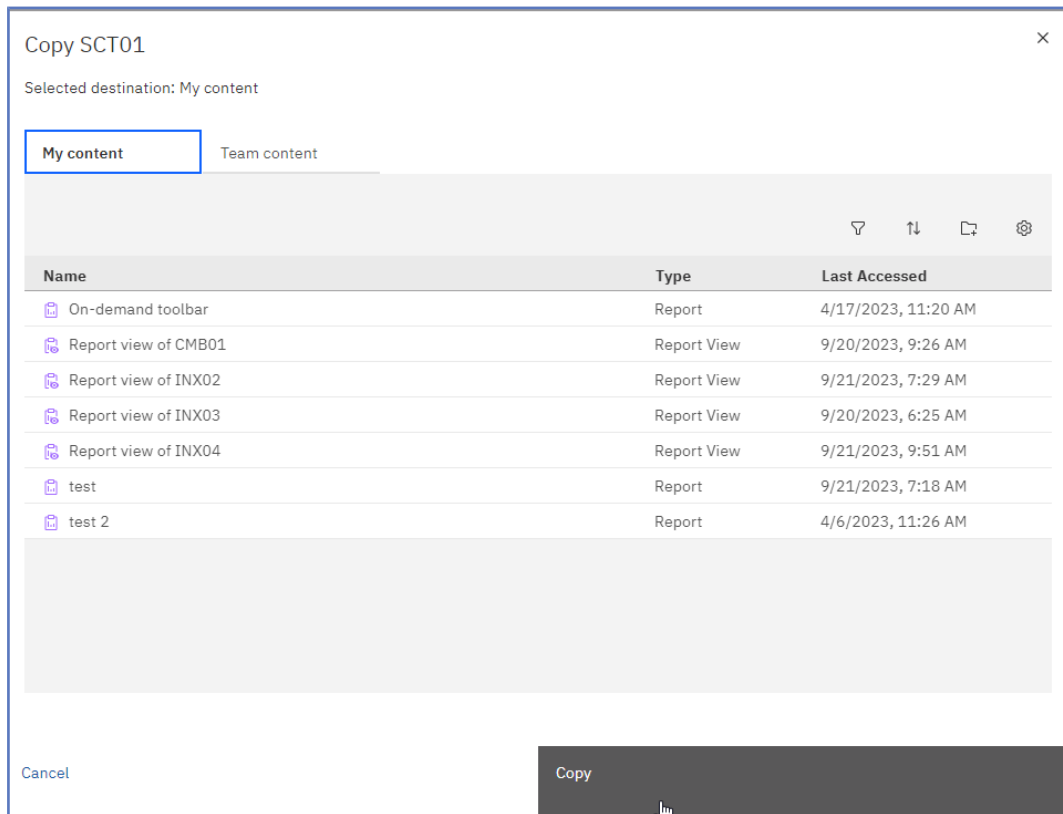 Copy SCT01
Selected destination: My content
My content Team content
Name Type Last Accessed
On-demand toolbar Report 4/17/2023, 11:20 AM
Report view of CMB01 Report View 9/20/2023, 9:26 AM
Report view of INX02 Report View 9/21/2023, 7:29 AM
Report view of INX03 Report View 9/20/2023, 6:25 AM
Report view of INX04 Report View 9/21/2023, 9:51 AM
test Report 9/21/2023, 7:18 AM
test 2 Report 4/6/2023, 11:26 AM
Cancel Copy